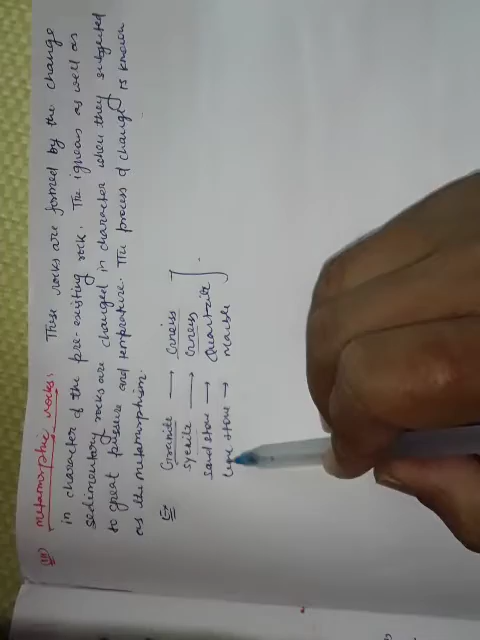 (iii) metamorphic rocks: These rocks are formed by the change
in character of the pre-existing rock. The igneous as well as
sedimentary rocks are changed in character when they subjected
to great pressure and temprature. The process of change is known
as the metamorphism.
Ex Granite → Gneiss
syenite → Gneiss
sand stone → Quartzite
lime stone → marble